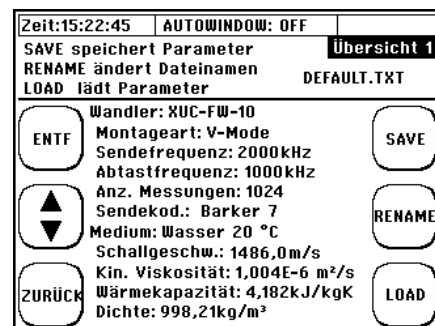 Zeit:15:22:45 AUTOWINDOW: OFF
SAVE speichert Parameter Übersicht 1
RENAME ändert Dateinamen
LOAD lädt Parameter DEFAULT.TXT
Wandler: XUC-FW-10
Montageart: V-Mode
ENTF SAVE
Sendefrequenz: 2000kHz
Abtastfrequenz: 1000kHz
Anz. Messungen: 1024
Sendekod.: Barker 7
RENAME
Medium: Wasser 20 °C
Schallgeschw.: 1486,0m/s
Kin. Viskosität: 1,004E-6 m²/s
ZURÜCK Wärmekapazität: 4,182kJ/kgK LOAD
Dichte: 998,21kg/m³